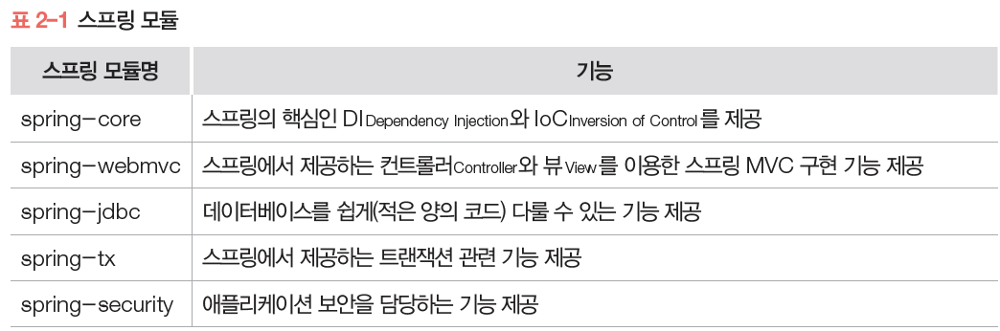 표 2-1 스프링 모듈
스프링 모듈명 기능
spring-core 스프링의 핵심인 DI Dependency Injection와 IoC Inversion of Control를 제공
spring-webmvc 스프링에서 제공하는 컨트롤러Controller와 뷰View를 이용한 스프링 MVC 구현 기능 제공
spring-jdbc 데이터베이스를 쉽게(적은 양의 코드) 다룰 수 있는 기능 제공
spring-tx 스프링에서 제공하는 트랜잭션 관련 기능 제공
spring-security 애플리케이션 보안을 담당하는 기능 제공